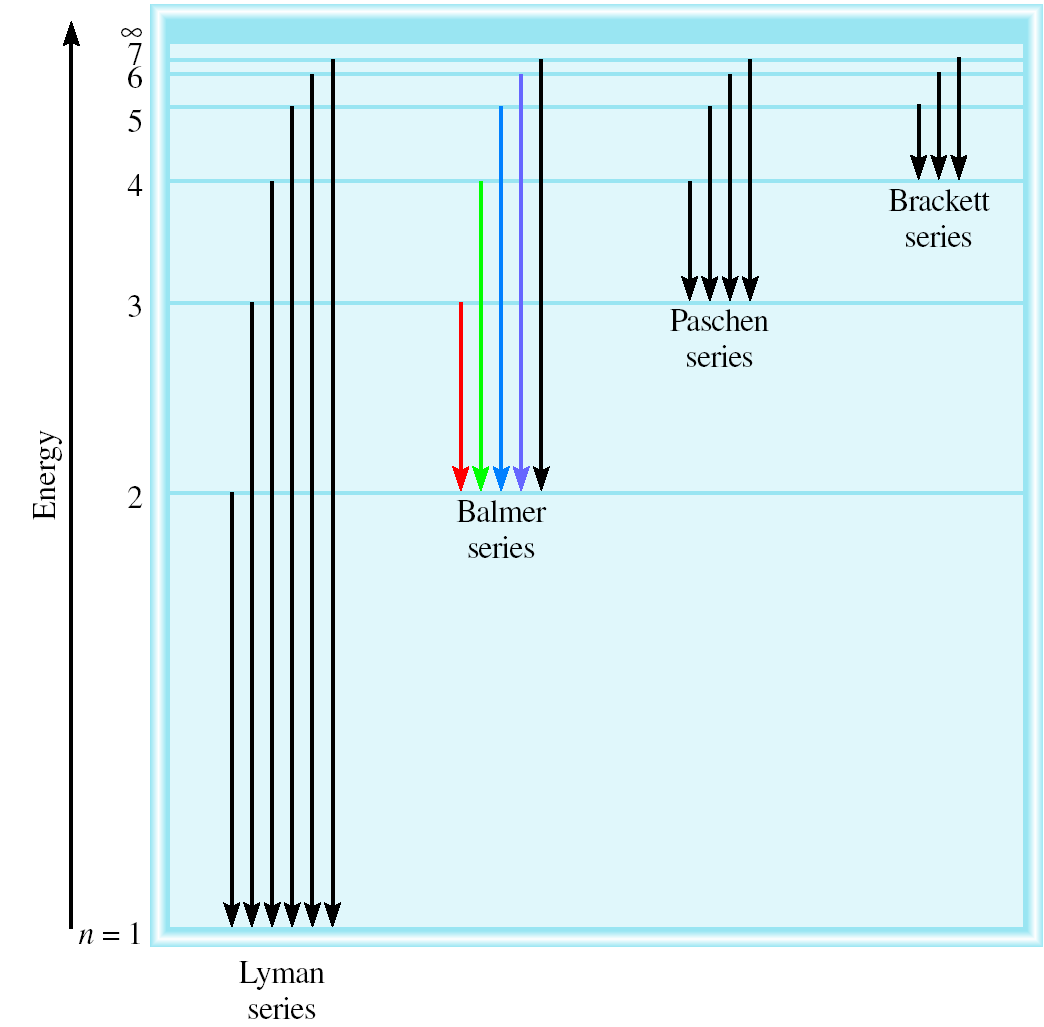 ∞
7
6
5
4
Brackett
series
3
Paschen
series
Energy
2
Balmer
series
n = 1
Lyman
series